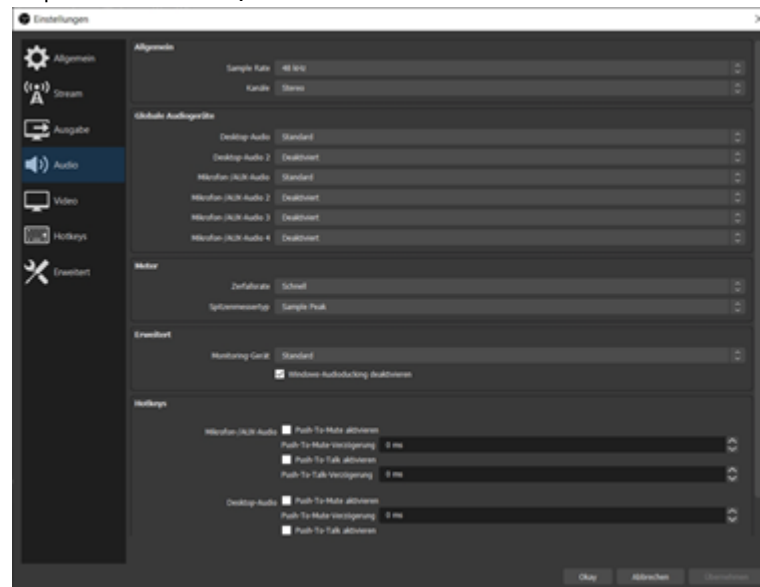 Einstellungen
Allgemein
Stream
Ausgabe
Audio
Video
Hotkeys
Erweitert
Allgemein
Sample Rate 48 kHz
Kanäle Stereo
Globale Audiogeräte
Desktop-Audio Standard
Desktop-Audio 2 Deaktiviert
Mikrofon-/AUX-Audio Standard
Mikrofon-/AUX-Audio 2 Deaktiviert
Mikrofon-/AUX-Audio 3 Deaktiviert
Mikrofon-/AUX-Audio 4 Deaktiviert
Meter
Zerfallsrate Schnell
Spitzenmessertyp Sample Peak
Erweitert
Monitoring-Gerät Standard
Windows-Audioducking deaktivieren
Hotkeys
Mikrofon-/AUX-Audio Push-To-Mute aktivieren
Push-To-Mute-Verzögerung 0 ms
Push-To-Talk aktivieren
Push-To-Talk-Verzögerung 0 ms
Desktop-Audio Push-To-Mute aktivieren
Push-To-Mute-Verzögerung 0 ms
Push-To-Talk aktivieren
Okay Abbrechen Übernehmen